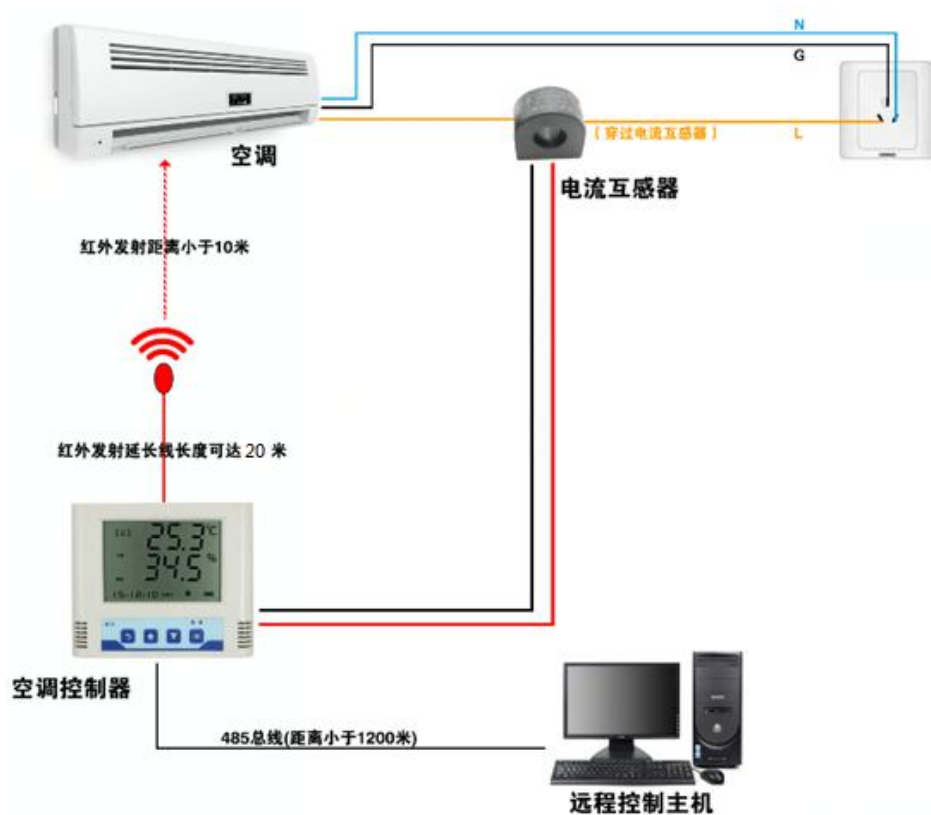 N
G
（穿过电流互感器）
L
空调
电流互感器
红外发射距离小于10米
红外发射延长线长度可达 20 米
25.3℃
34.5 %
空调控制器
485总线(距离小于1200米)
远程控制主机